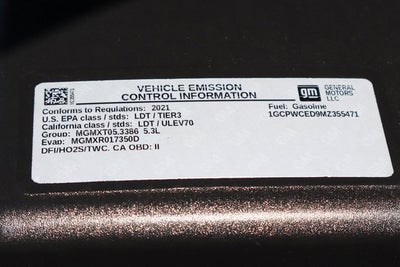 VEHICLE EMISSION
CONTROL INFORMATION
gm
GENERAL
MOTORS
LLC
Conforms to Regulations: 2021
Fuel: Gasoline
U.S. EPA class / stds: LDT / TIER3
1GCPWCED9MZ355471
California class / stds: LDT / ULEV70
Group: MGMXT05.3386 5.3L
Evap: MGMXR017350D
DFI/HO2S/TWC. CA OBD: II